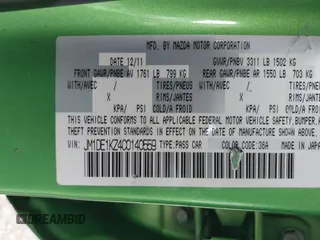 MFD. BY MAZDA MOTOR CORPORATION
DATE 12/11 GVWR/PNBV 3311 LB 1502 KG
FRONT GAWR/PNBE AV 1761 LB 799 KG REAR GAWR/PNBE AR 1550 LB 703 KG
WITH/AVEC / TIRES/PNEUS WITH/AVEC / TIRES/PNEUS
X RIMS/JANTES X RIMS/JANTES
KPA/ PSI COLD/FROID KPA/ PSI COLD/
THIS VEHICLE CONFORMS TO ALL APPLICABLE FEDERAL MOTOR VEHICLE SAFETY, BUMPER,
THEFT PREVENTION STANDARDS IN EFFECT ON THE DATE OF MANUFACTURE SHOWN
ABOVE.
VIN: JM1DE1KZ4C0140559 TYPE: PASS CAR COLOR CODE: 36A MADE IN JAPA
DREAMBID